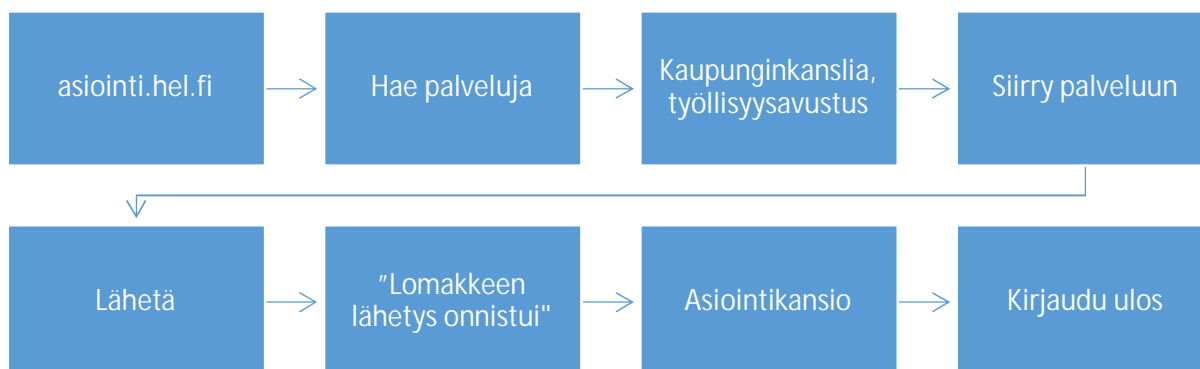 asiointi.hel.fi
Hae palveluja
Kaupunginkanslia,
työllisyysavustus
Siirry palveluun
Lähetä
"Lomakkeen
lähetys onnistui"
Asiointikansio
Kirjaudu ulos